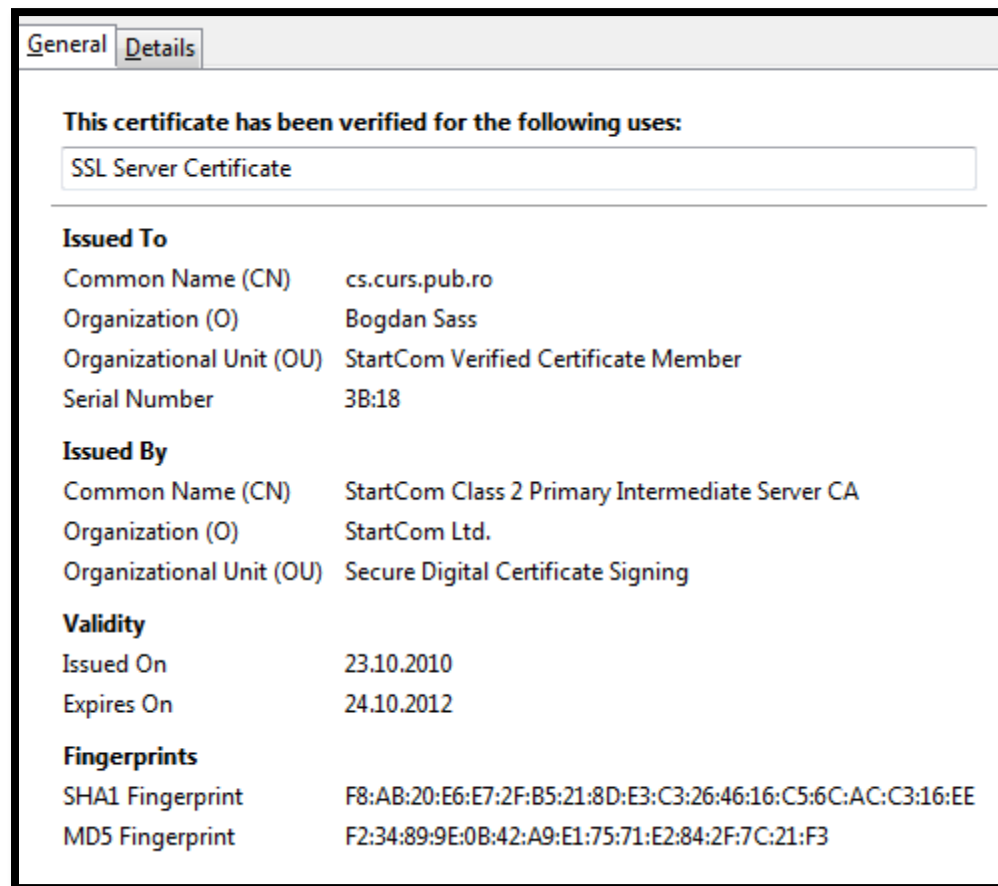 General Details
This certificate has been verified for the following uses:
SSL Server Certificate
Issued To
Common Name (CN) cs.curs.pub.ro
Organization (O) Bogdan Sass
Organizational Unit (OU) StartCom Verified Certificate Member
Serial Number 3B:18
Issued By
Common Name (CN) StartCom Class 2 Primary Intermediate Server CA
Organization (O) StartCom Ltd.
Organizational Unit (OU) Secure Digital Certificate Signing
Validity
Issued On 23.10.2010
Expires On 24.10.2012
Fingerprints
SHA1 Fingerprint F8:AB:20:E6:E7:2F:B5:21:8D:E3:C3:26:46:16:C5:6C:AC:C3:16:EE
MD5 Fingerprint F2:34:89:9E:0B:42:A9:E1:75:71:E2:84:2F:7C:21:F3